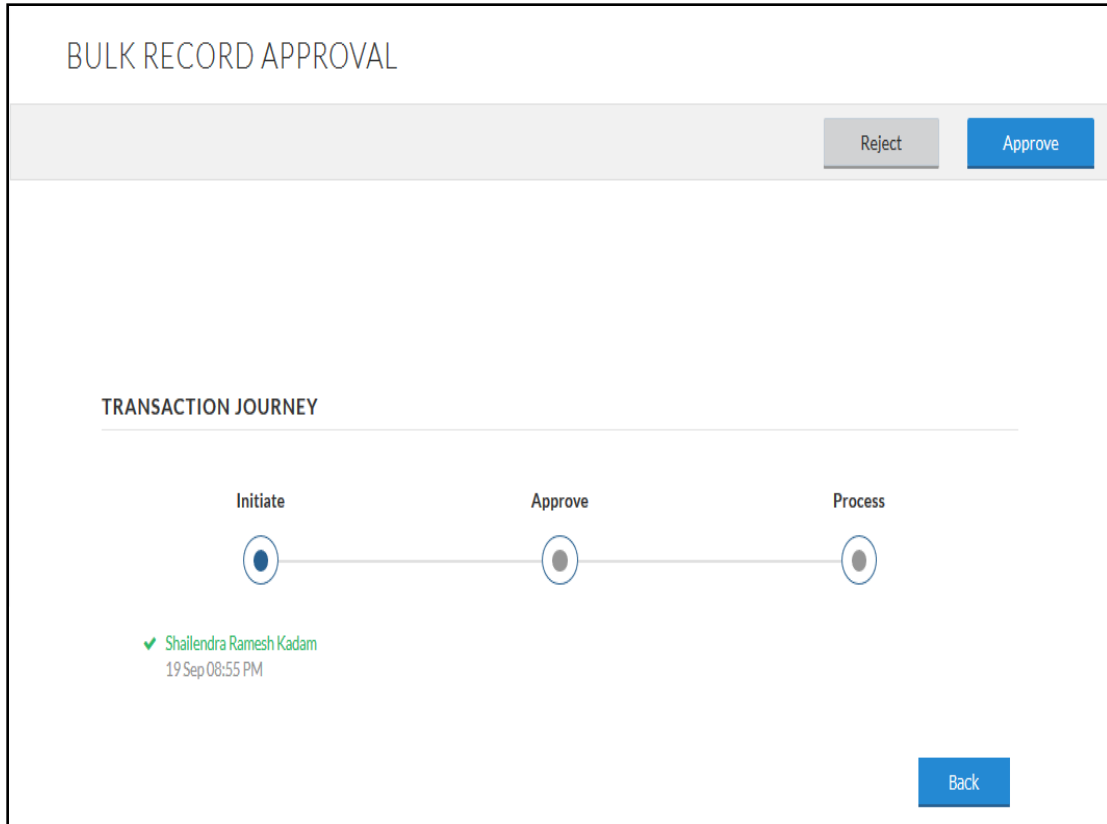 BULK RECORD APPROVAL
Reject Approve
TRANSACTION JOURNEY
Initiate Approve Process
Shailendra Ramesh Kadam
19 Sep 08:55 PM
Back